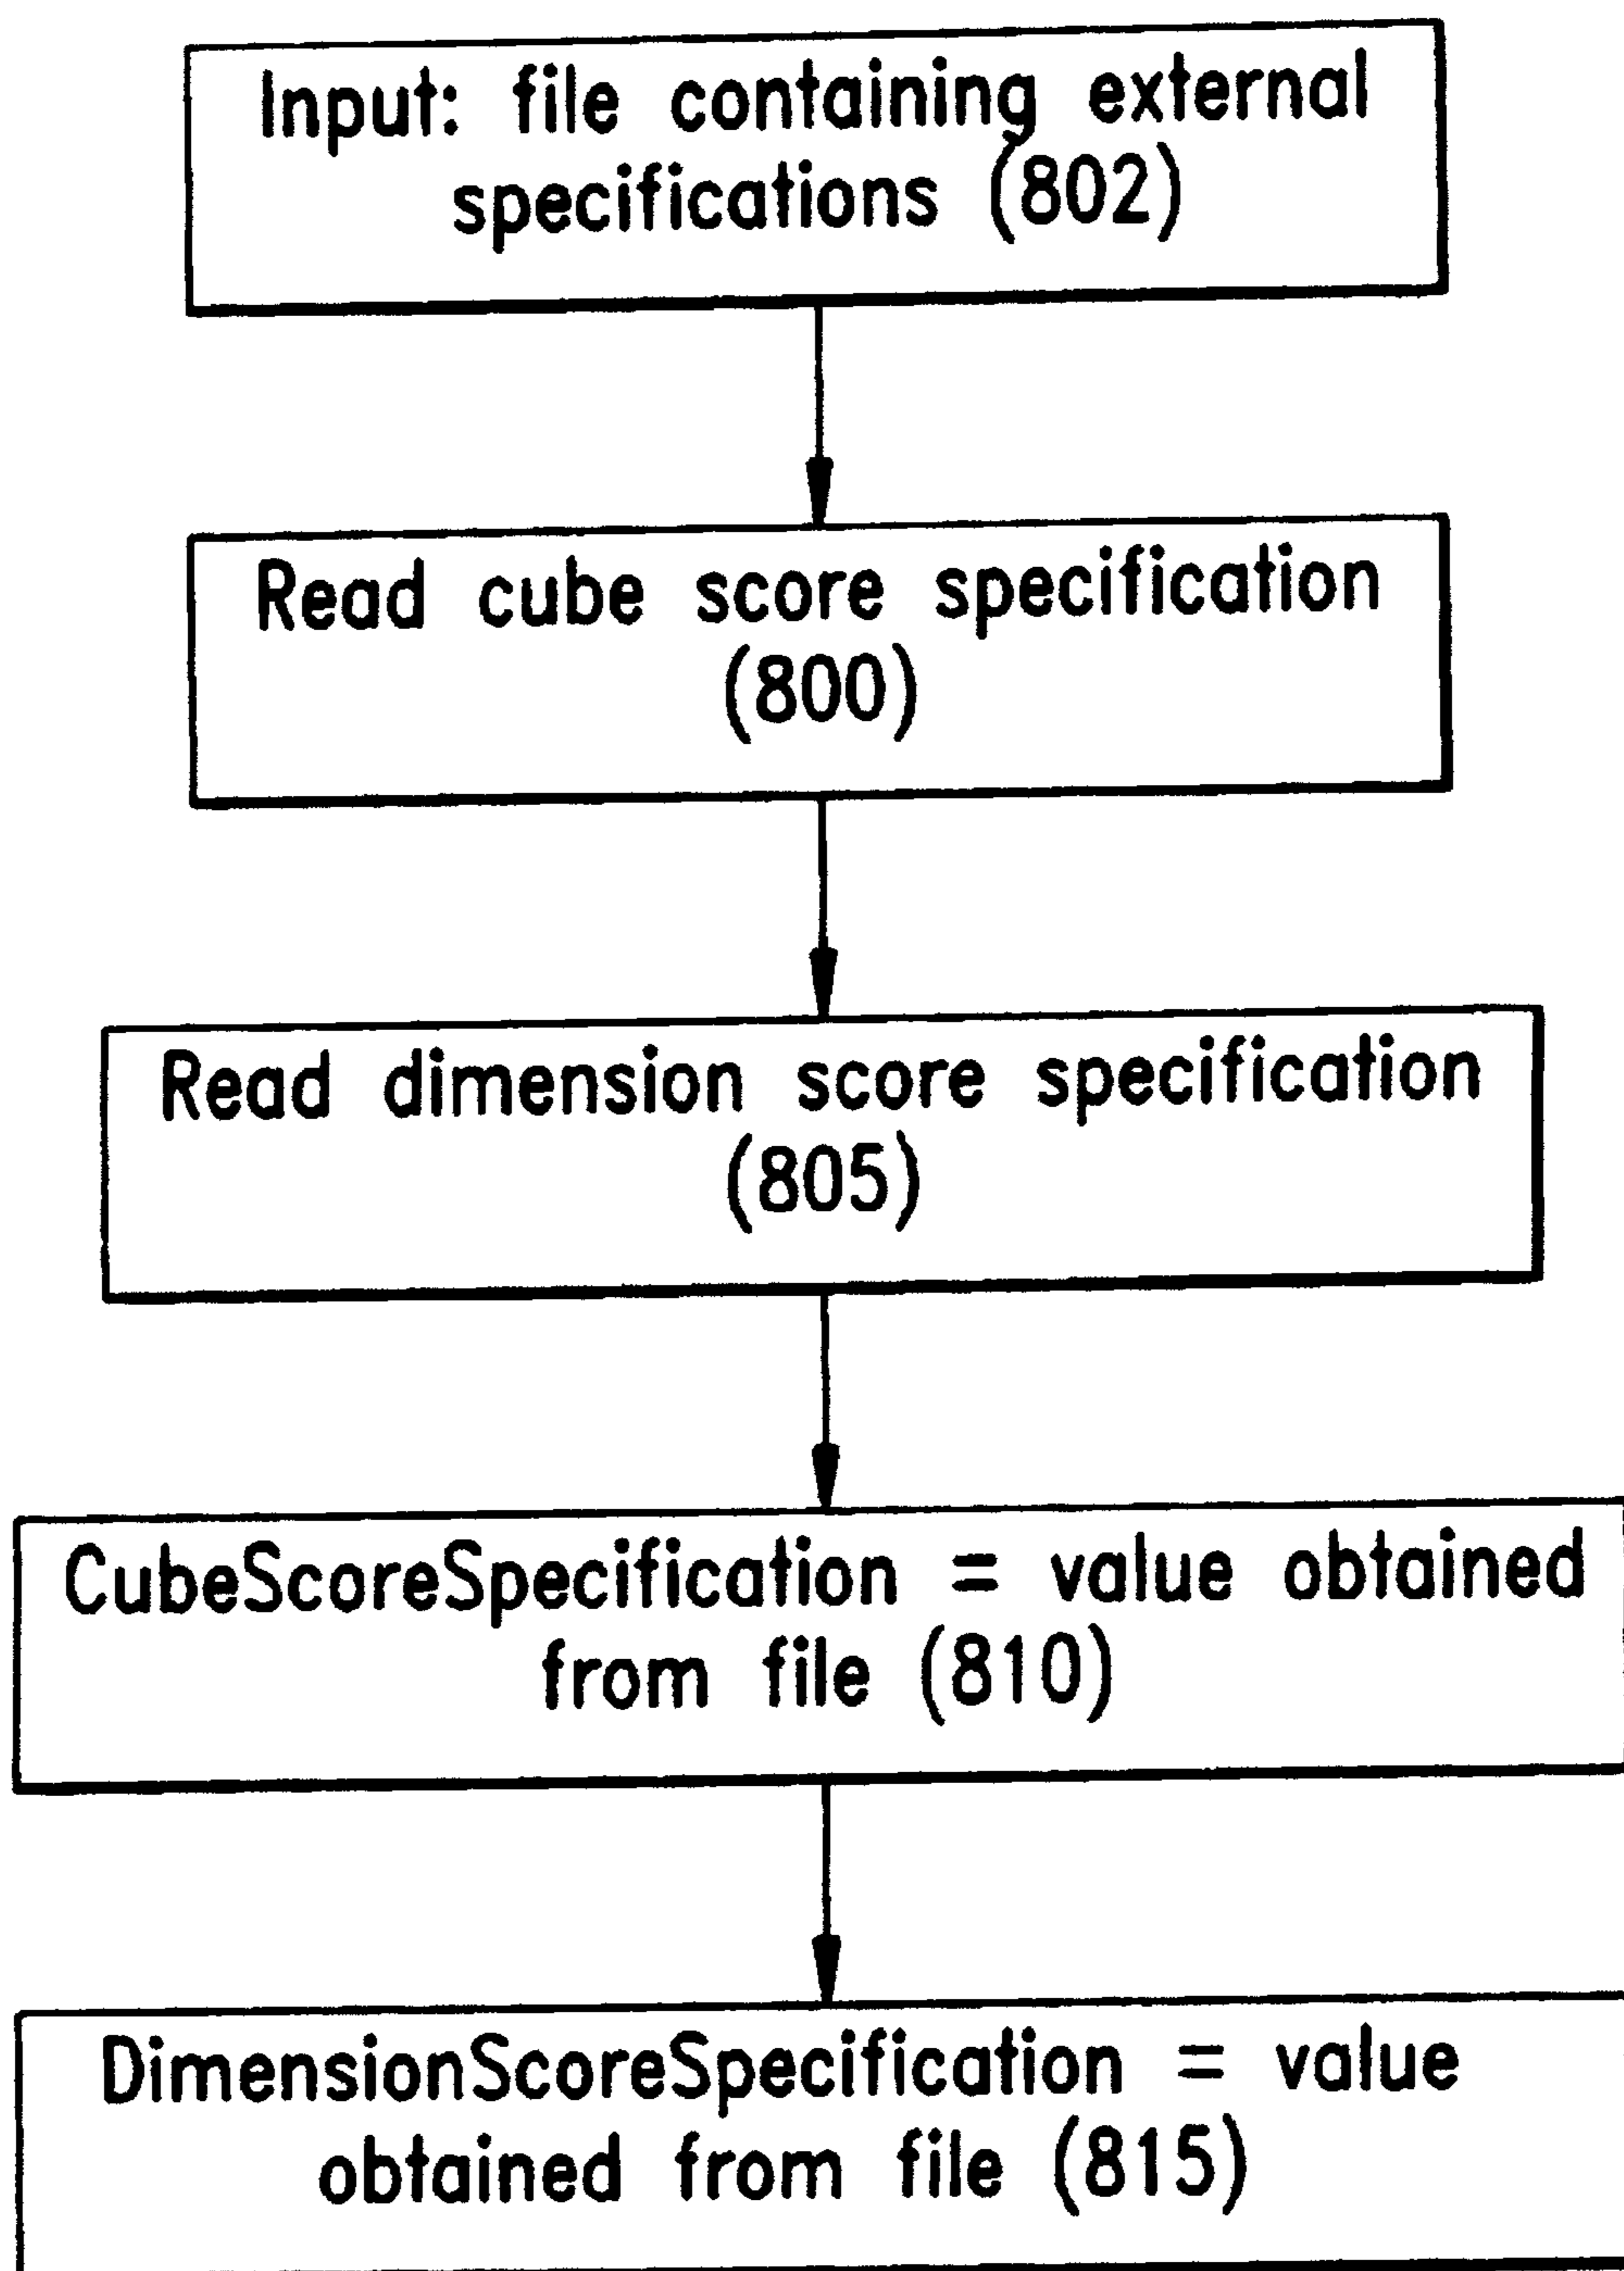 Input: file containing external
specifications (802)
Read cube score specification
(800)
Read dimension score specification
(805)
CubeScoreSpecification = value obtained
from file (810)
DimensionScoreSpecification = value
obtained from file (815)